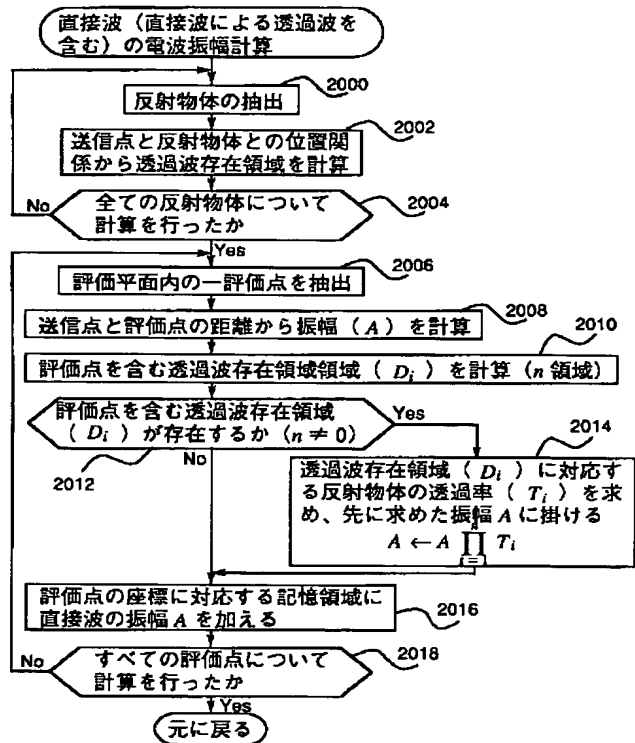 直接波(直接波による透過波を
含む)の電波振幅計算
2000
反射物体の抽出
2002
送信点と反射物体との位置関
係から透過波存在領域を計算
全ての反射物体について
計算を行ったか
2004
No
Yes
2006
評価平面内の一評価点を抽出
2008
送信点と評価点の距離から振幅(A)を計算
2010
評価点を含む透過波存在領域領域(Di)を計算(n領域)
評価点を含む透過波存在領域
(Di)が存在するか(n≠0)
Yes
2012
No
2014
透過波存在領域(Di)に対応す
る反射物体の透過率(Ti)を求
め、先に求めた振幅Aに掛ける
A ← A ∏ Ti
評価点の座標に対応する記憶領域に
直接波の振幅Aを加える
2016
すべての評価点について
計算を行ったか
2018
No
Yes
元に戻る